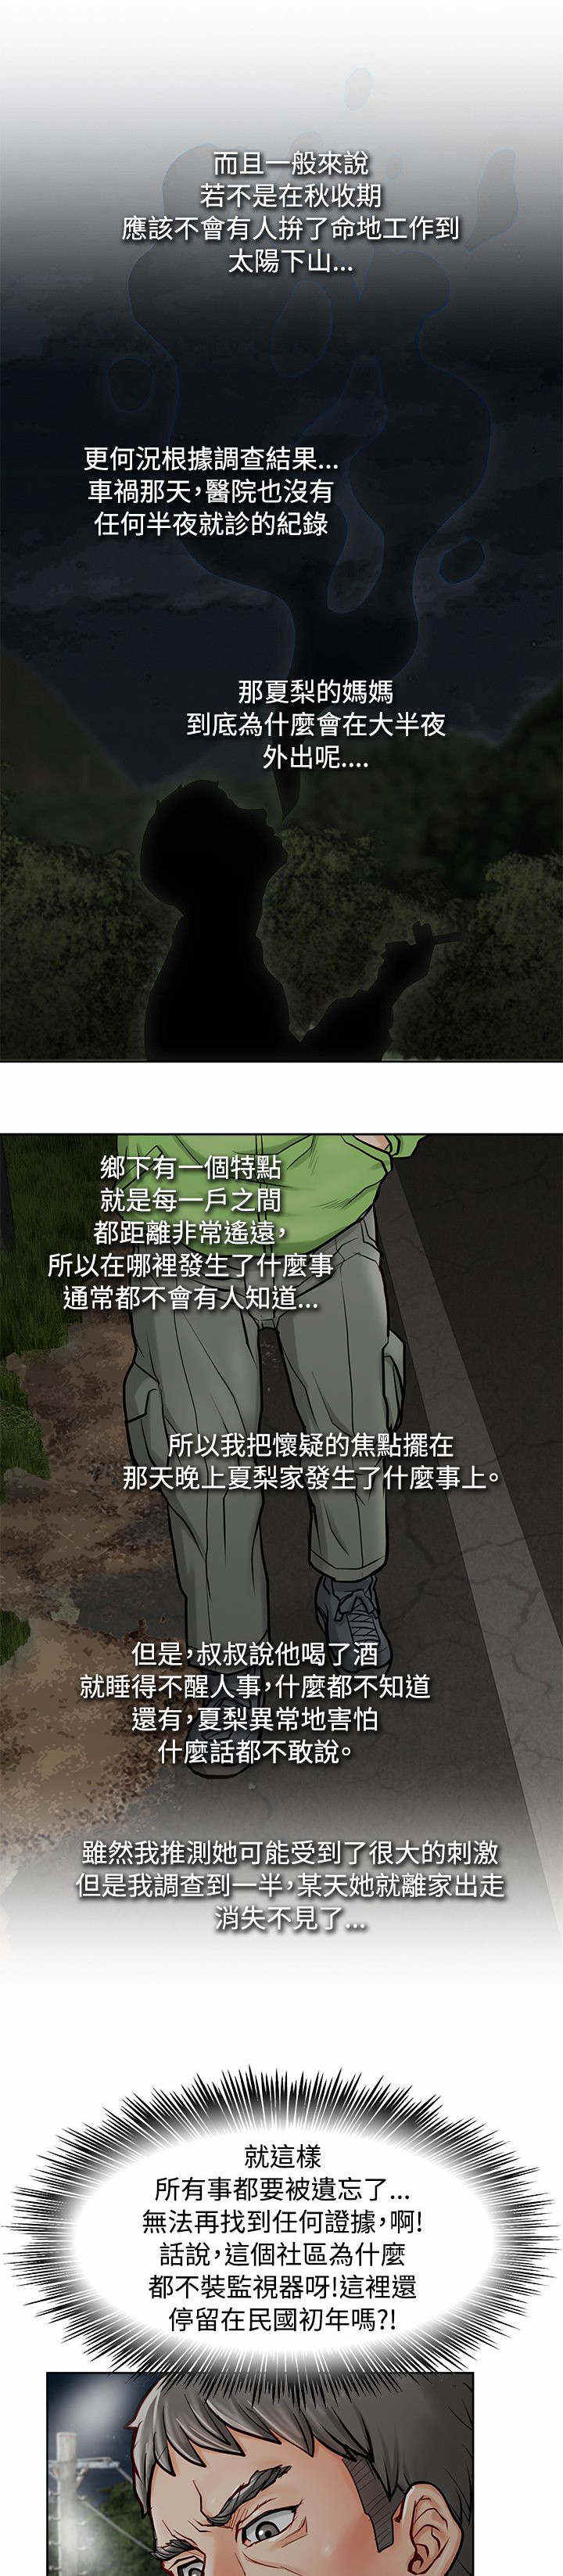 而且一般來說
若不是在秋收期
應該不會有人拚了命地工作到
太陽下山...
更何況根據調查結果...
車禍那天，醫院也沒有
任何半夜就診的紀錄
那夏梨的媽媽
到底為什麼會在大半夜
外出呢....
鄉下有一個特點
就是每一戶之間
都距離非常遙遠，
所以在哪裡發生了什麼事
通常都不會有人知道...
所以我把懷疑的焦點擺在
那天晚上夏梨家發生了什麼事上。
但是，叔叔說他喝了酒
就睡得不醒人事，什麼都不知道
還有，夏梨異常地害怕
什麼話都不敢說。
雖然我推測她可能受到了很大的刺激
但是我調查到一半，某天她就離家出走
消失不見了...
就這樣
所有事都要被遺忘了...
無法再找到任何證據，啊!
話說，這個社區為什麼
都不裝監視器呀!這裡還
停留在民國初年嗎?!